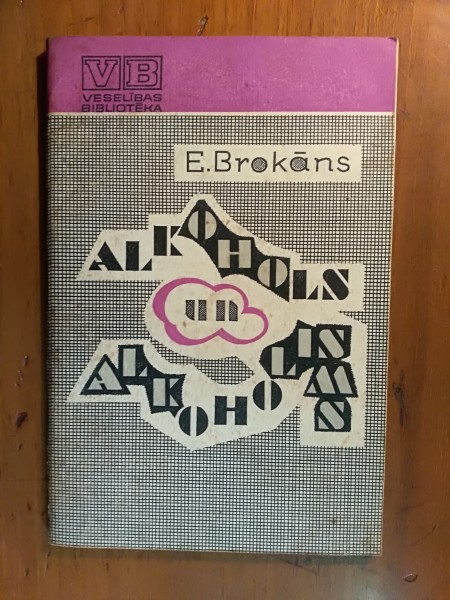 VB
VESELĪBAS
BIBLIOTĒKA
E.Brokāns
ALKOHOLS
un
ALKOHOLISMS